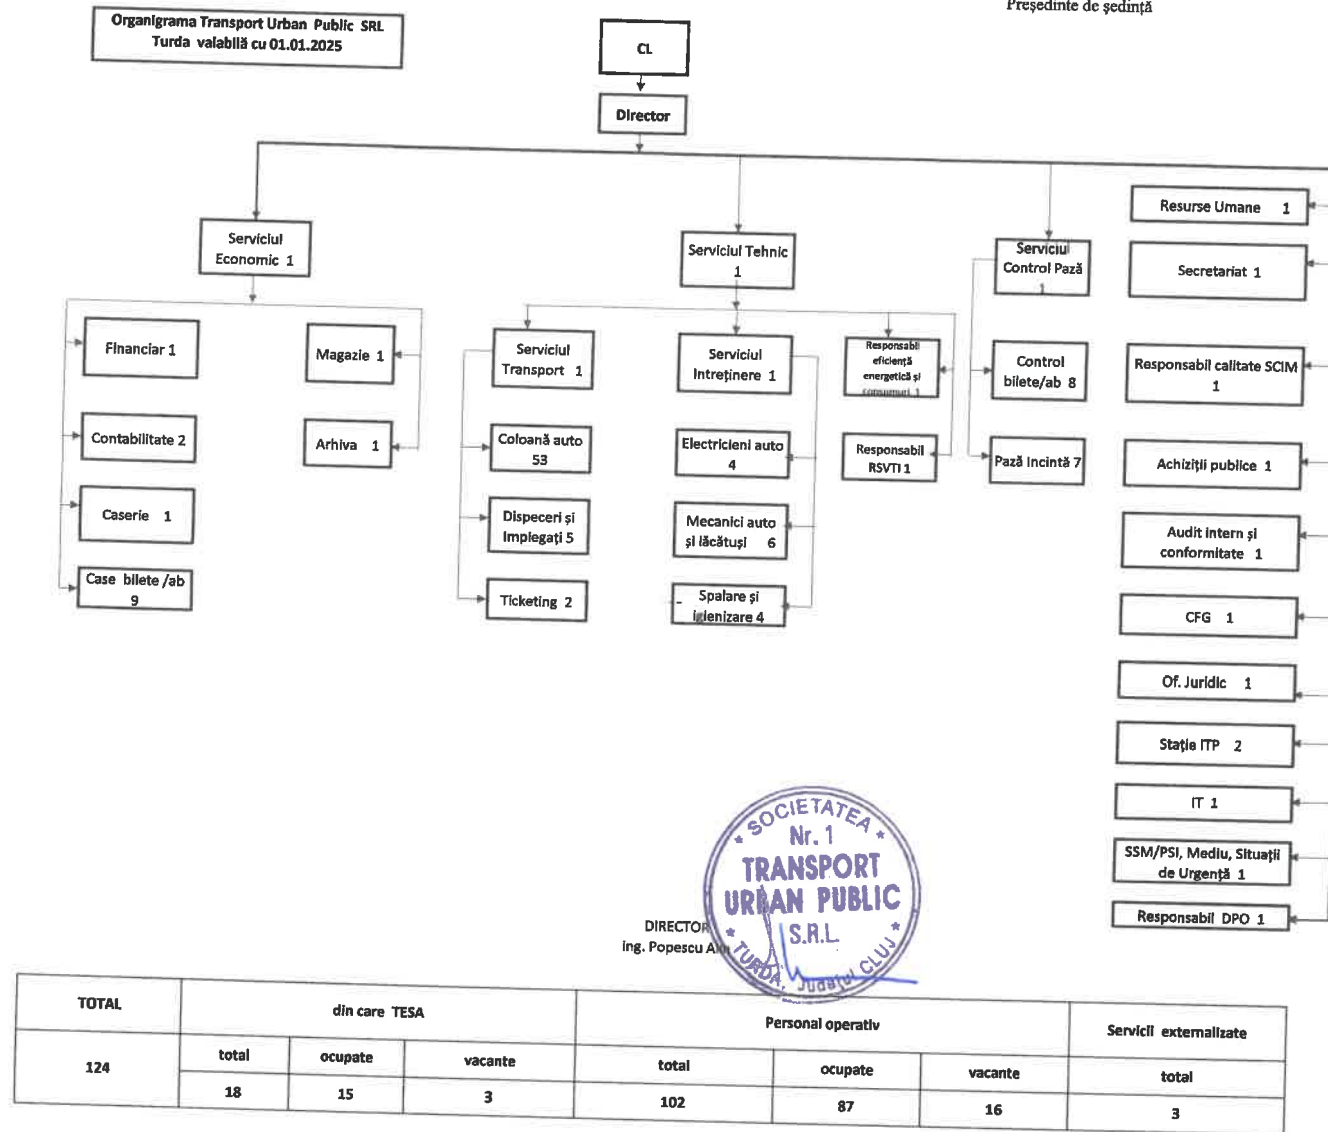 Președinte de ședință
Organigrama Transport Urban Public SRL
Turda valabilă cu 01.01.2025
CL
Director
Serviciul
Economic 1
Financiar 1
Contabilitate 2
Caserie 1
Case bilete /ab
9
Magazie 1
Arhiva 1
Serviciul Tehnic
1
Serviciul
Transport 1
Coloană auto
53
Dispeceri și
Impiegați 5
Ticketing 2
Serviciul
Intreținere 1
Electricieni auto
4
Mecanici auto
și lăcătuși 6
- Spalare și
igienizare 4
Responsabil
eficiență
energetică și
consumuri 1
Responsabil
RSVTI 1
Serviciul
Control Pază
1
Control
bilete/ab 8
Pază Incintă 7
Resurse Umane 1
Secretariat 1
Responsabil calitate SCIM
1
Achiziții publice 1
Audit intern și
conformitate 1
CFG 1
Of. Juridic 1
Stație ITP 2
IT 1
SSM/PSI, Mediu, Situații
de Urgență 1
Responsabil DPO 1
DIRECTOR
ing. Popescu
* SOCIETATEA *
Nr. 1
TRANSPORT
URBAN PUBLIC
S.R.L.
* TURDA, Județul CLUJ *
TOTAL din care TESA Personal operativ Servicii externalizate
124 total ocupate vacante total ocupate vacante total
18 15 3 102 87 16 3